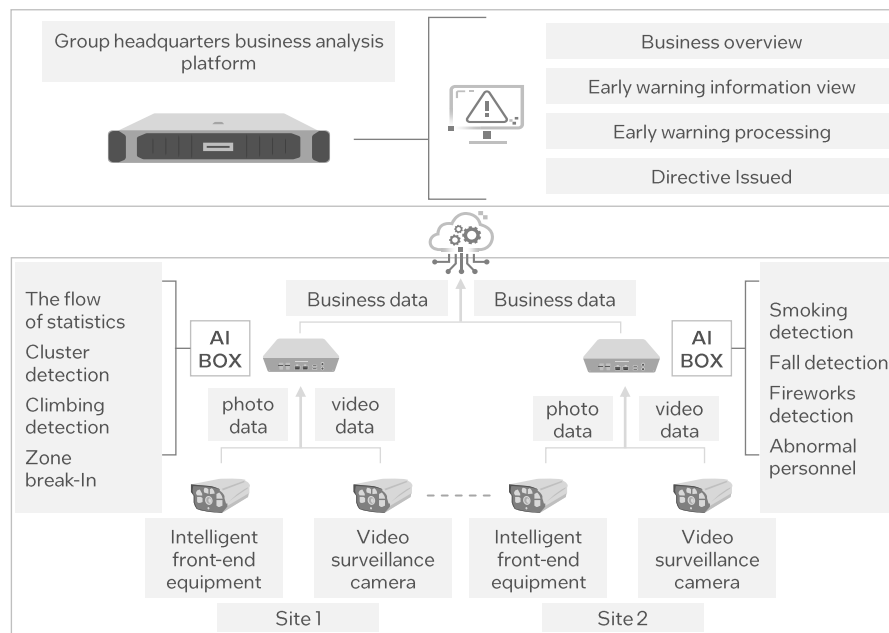 Group headquarters business analysis
platform
Business overview
Early warning information view
Early warning processing
Directive Issued
The flow
of statistics
Cluster
detection
Climbing
detection
Zone
break-In
AI
BOX
Business data
Business data
AI
BOX
Smoking
detection
Fall detection
Fireworks
detection
Abnormal
personnel
photo
data
video
data
photo
data
video
data
Intelligent
front-end
equipment
Video
surveillance
camera
Intelligent
front-end
equipment
Video
surveillance
camera
Site 1
Site 2